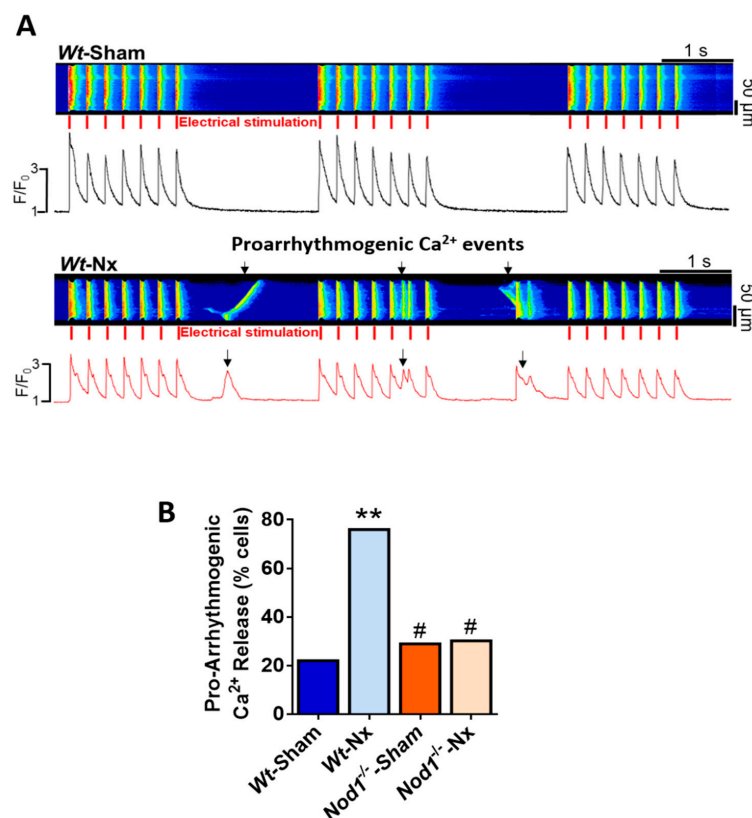 A
Wt-Sham
1 s
50 µm
Electrical stimulation
F/F₀
3
1
Proarrhythmogenic Ca²⁺ events
Wt-Nx
1 s
50 µm
Electrical stimulation
F/F₀
3
1
B
Pro-Arrhythmogenic
Ca²⁺ Release (% cells)
80
60
40
20
0
**
#
#
Wt-Sham
Wt-Nx
Nod1⁻/⁻-Sham
Nod1⁻/⁻-Nx